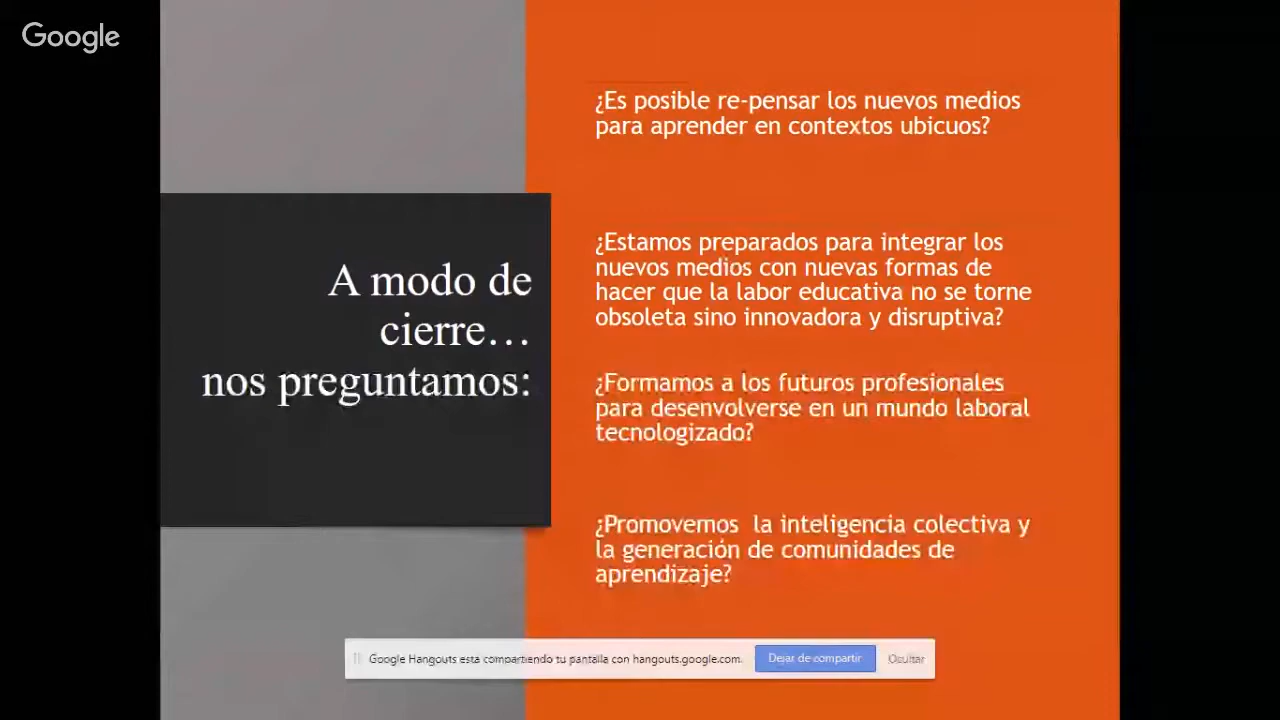 Google
A modo de
cierre…
nos preguntamos:
¿Es posible re-pensar los nuevos medios
para aprender en contextos ubicuos?
¿Estamos preparados para integrar los
nuevos medios con nuevas formas de
hacer que la labor educativa no se torne
obsoleta sino innovadora y disruptiva?
¿Formamos a los futuros profesionales
para desenvolverse en un mundo laboral
tecnologizado?
¿Promovemos la inteligencia colectiva y
la generación de comunidades de
aprendizaje?
Google Hangouts está compartiendo tu pantalla con hangouts.google.com. Dejar de compartir Ocultar